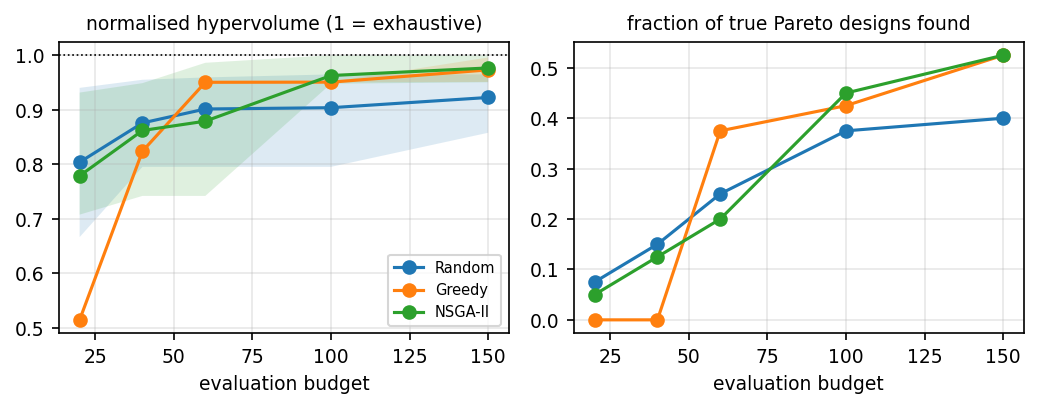 normalised hypervolume (1 = exhaustive)
1.0
0.9
0.8
0.7
0.6
0.5
25 50 75 100 125 150
evaluation budget
Random
Greedy
NSGA-II
fraction of true Pareto designs found
0.5
0.4
0.3
0.2
0.1
0.0
25 50 75 100 125 150
evaluation budget